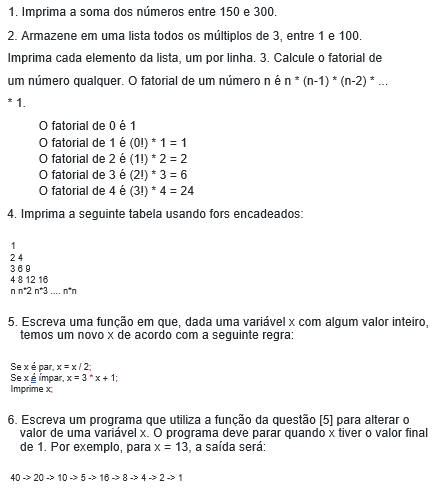 1. Imprima a soma dos números entre 150 e 300.
2. Armazene em uma lista todos os múltiplos de 3, entre 1 e 100.
Imprima cada elemento da lista, um por linha. 3. Calcule o fatorial de
um número qualquer. O fatorial de um número n é n * (n-1) * (n-2) * ...
* 1.
O fatorial de 0 é 1
O fatorial de 1 é (0!) * 1 = 1
O fatorial de 2 é (1!) * 2 = 2
O fatorial de 3 é (2!) * 3 = 6
O fatorial de 4 é (3!) * 4 = 24
4. Imprima a seguinte tabela usando fors encadeados:
1
2 4
3 6 9
4 8 12 16
n n*2 n*3 .... n*n
5. Escreva uma função em que, dada uma variável x com algum valor inteiro,
temos um novo x de acordo com a seguinte regra:
Se x é par, x = x / 2;
Se x é ímpar, x = 3 * x + 1;
Imprime x;
6. Escreva um programa que utiliza a função da questão [5] para alterar o
valor de uma variável x. O programa deve parar quando x tiver o valor final
de 1. Por exemplo, para x = 13, a saída será:
40 -> 20 -> 10 -> 5 -> 16 -> 8 -> 4 -> 2 -> 1